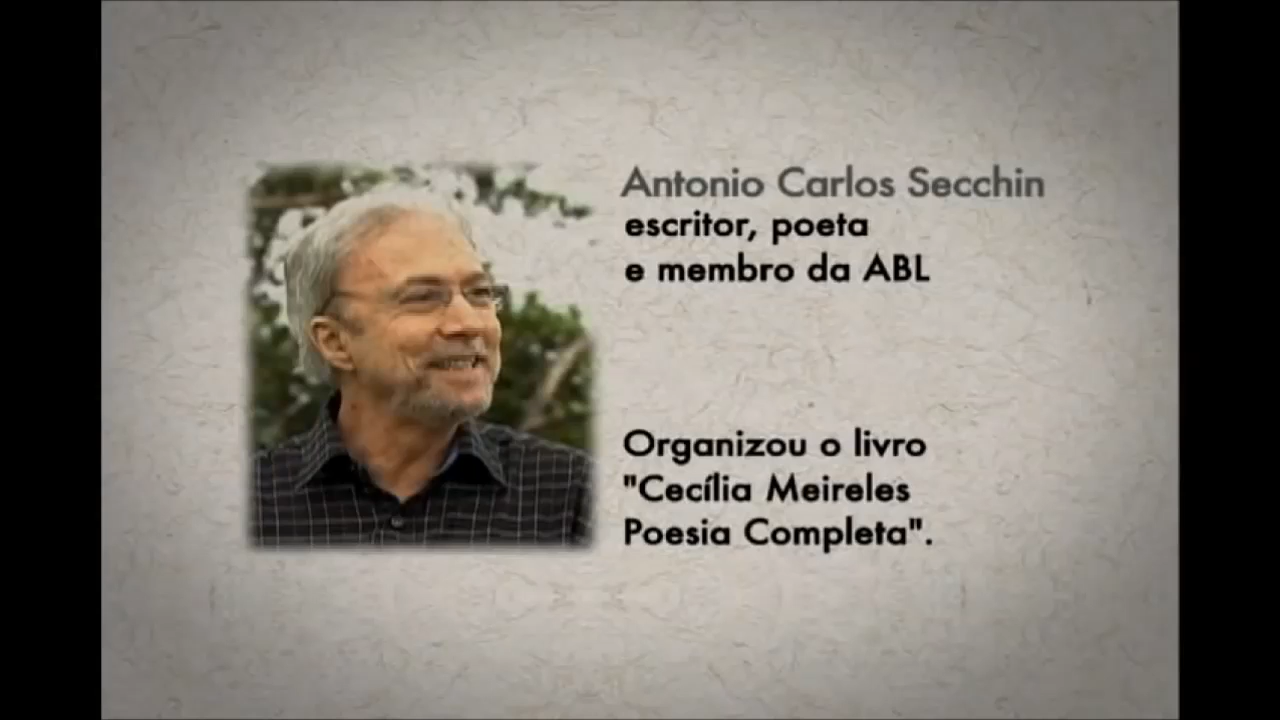 Antonio Carlos Secchin
escritor, poeta
e membro da ABL
Organizou o livro
"Cecília Meireles
Poesia Completa".